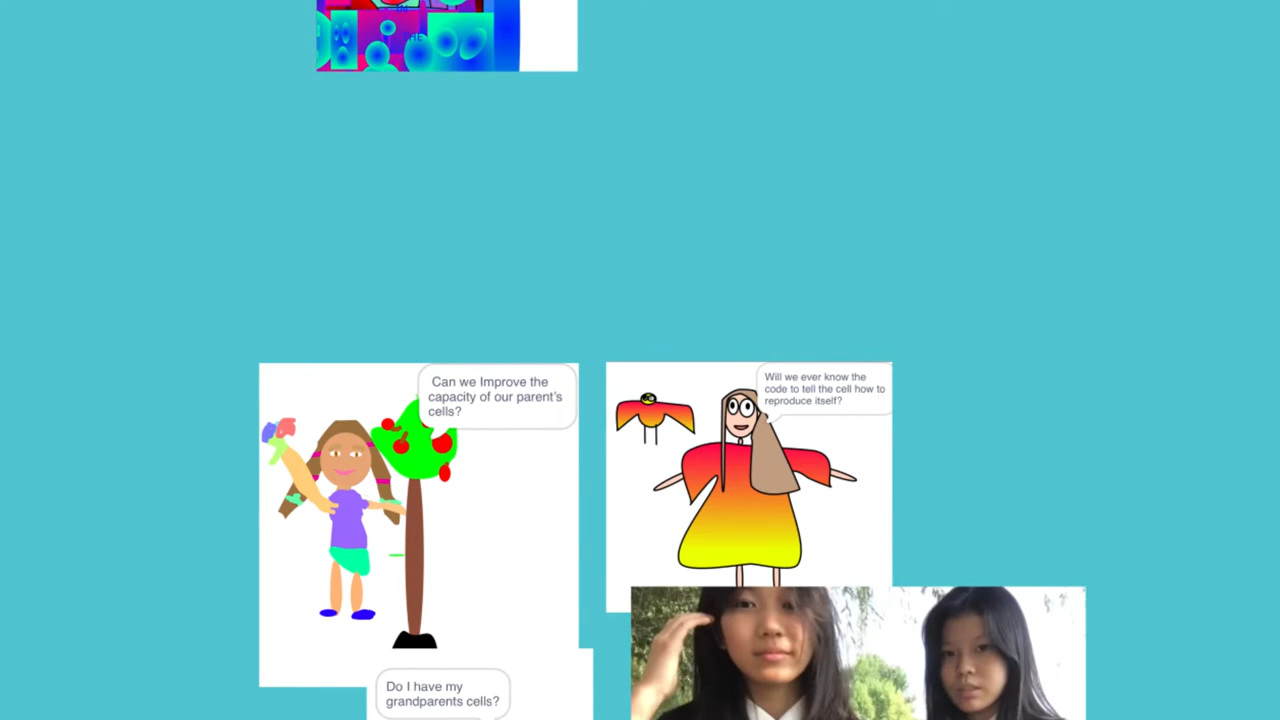 Can we Improve the
capacity of our parent's
cells?
Will we ever know the
code to tell the cell how to
reproduce itself?
Do I have my
grandparents cells?